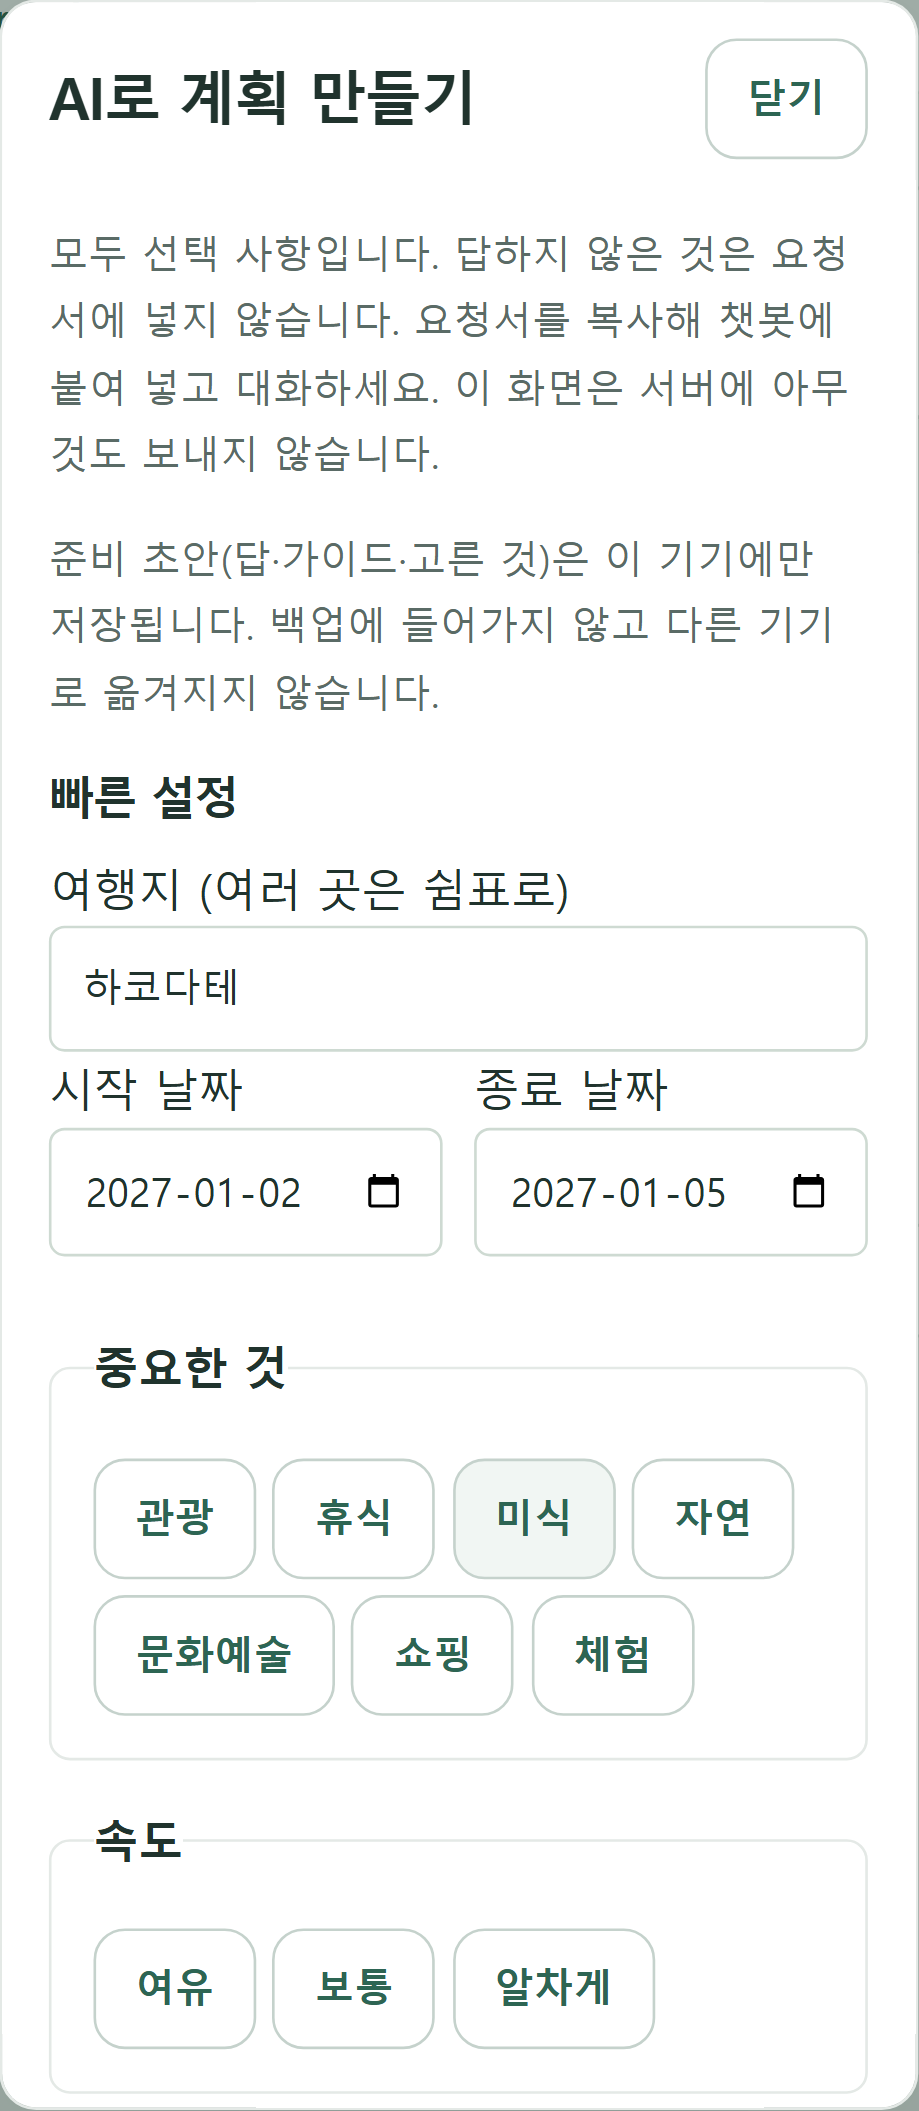 AI로 계획 만들기
닫기
모두 선택 사항입니다. 답하지 않은 것은 요청
서에 넣지 않습니다. 요청서를 복사해 챗봇에
붙여 넣고 대화하세요. 이 화면은 서버에 아무
것도 보내지 않습니다.
준비 초안(답·가이드·고른 것)은 이 기기에만
저장됩니다. 백업에 들어가지 않고 다른 기기
로 옮겨지지 않습니다.
빠른 설정
여행지 (여러 곳은 쉼표로)
하코다테
시작 날짜 종료 날짜
2027-01-02 2027-01-05
중요한 것
관광 휴식 미식 자연
문화예술 쇼핑 체험
속도
여유 보통 알차게